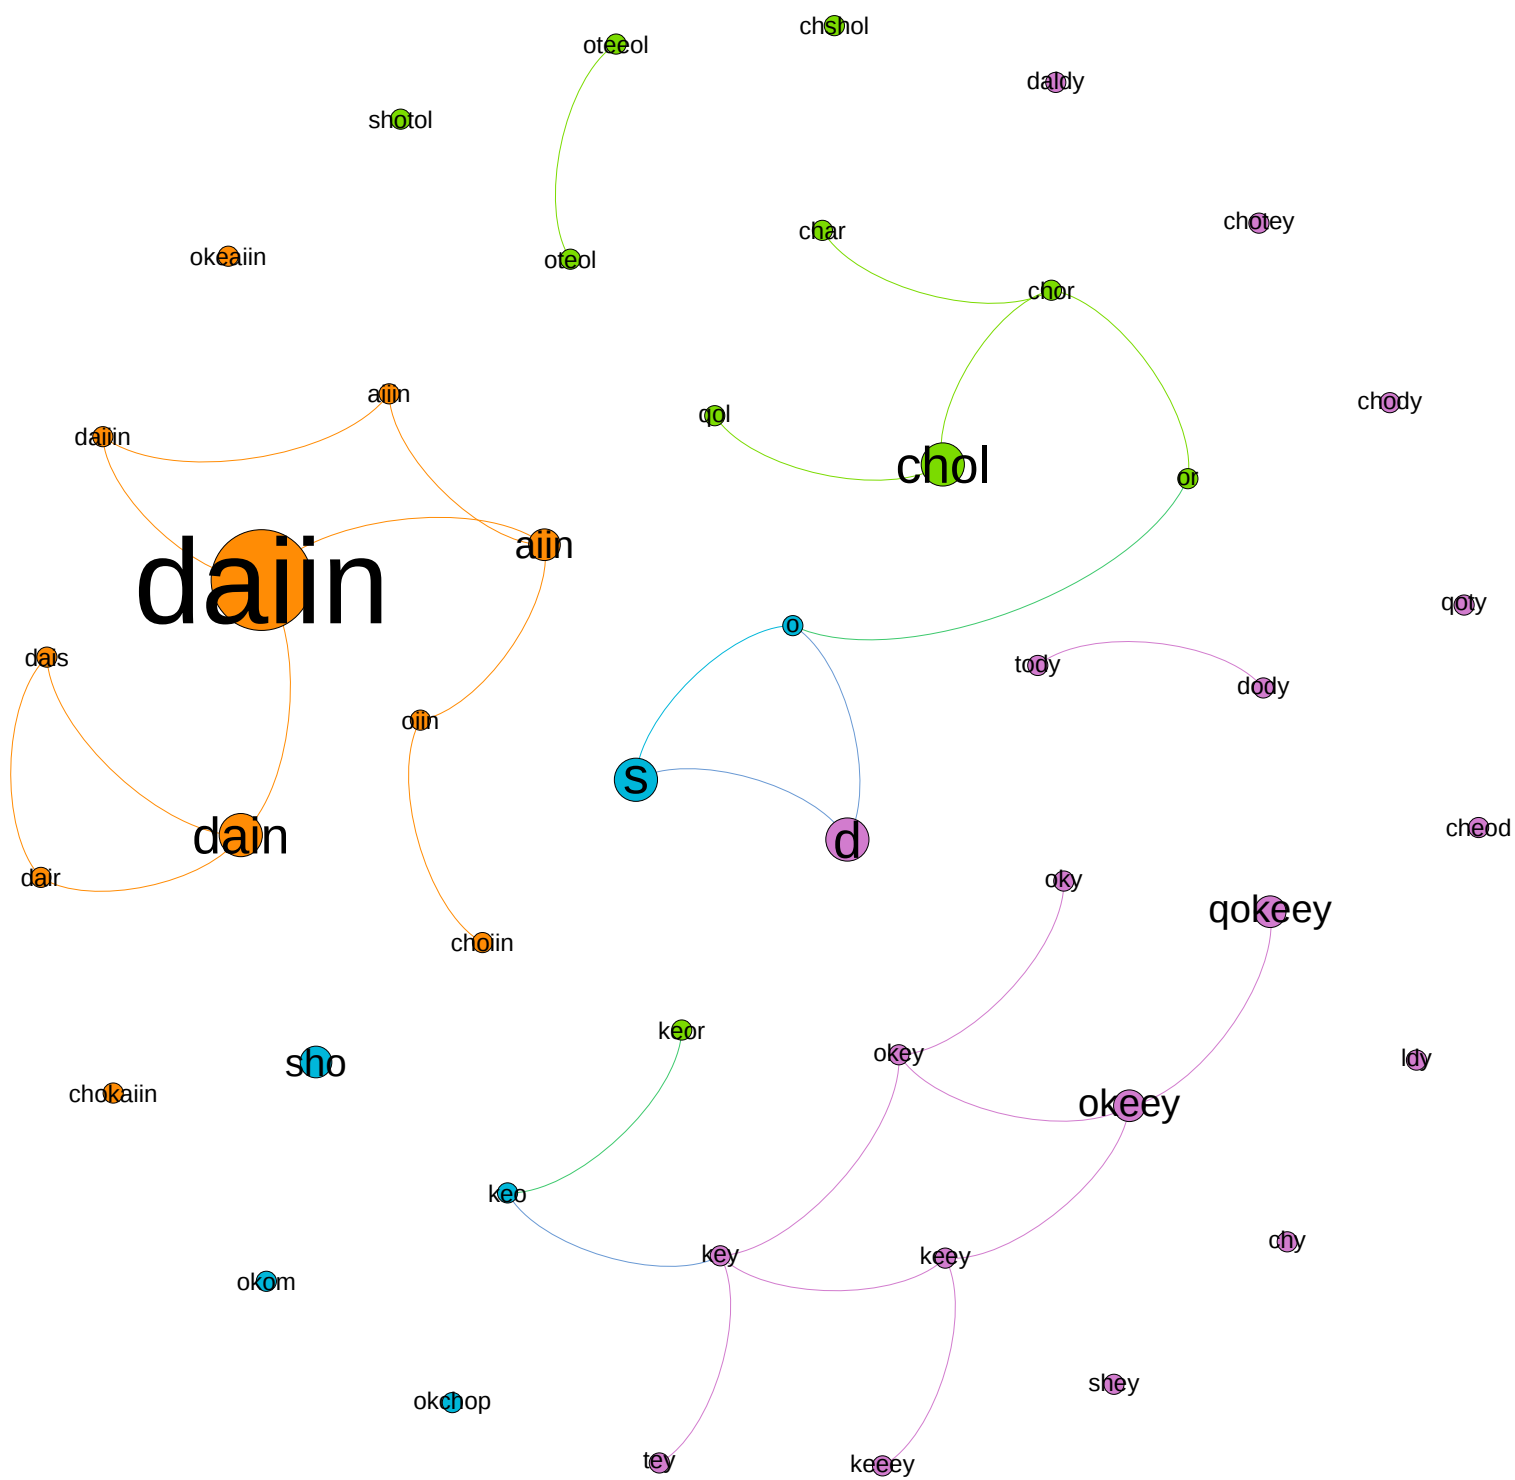 chshol
oteeol
daldy
shotol
chotey
char
okeaiin
oteol
chor
aiiin
chody
qol
daiiin
chol
or
aiin
daiin
qoty
o
dais
tody
dody
oiin
s
cheod
dain
d
dair
oky
qokeey
choiin
keor
okey
ldy
sho
chokaiin
okeey
keo
chy
key
keey
okom
shey
okchop
tey
keeey